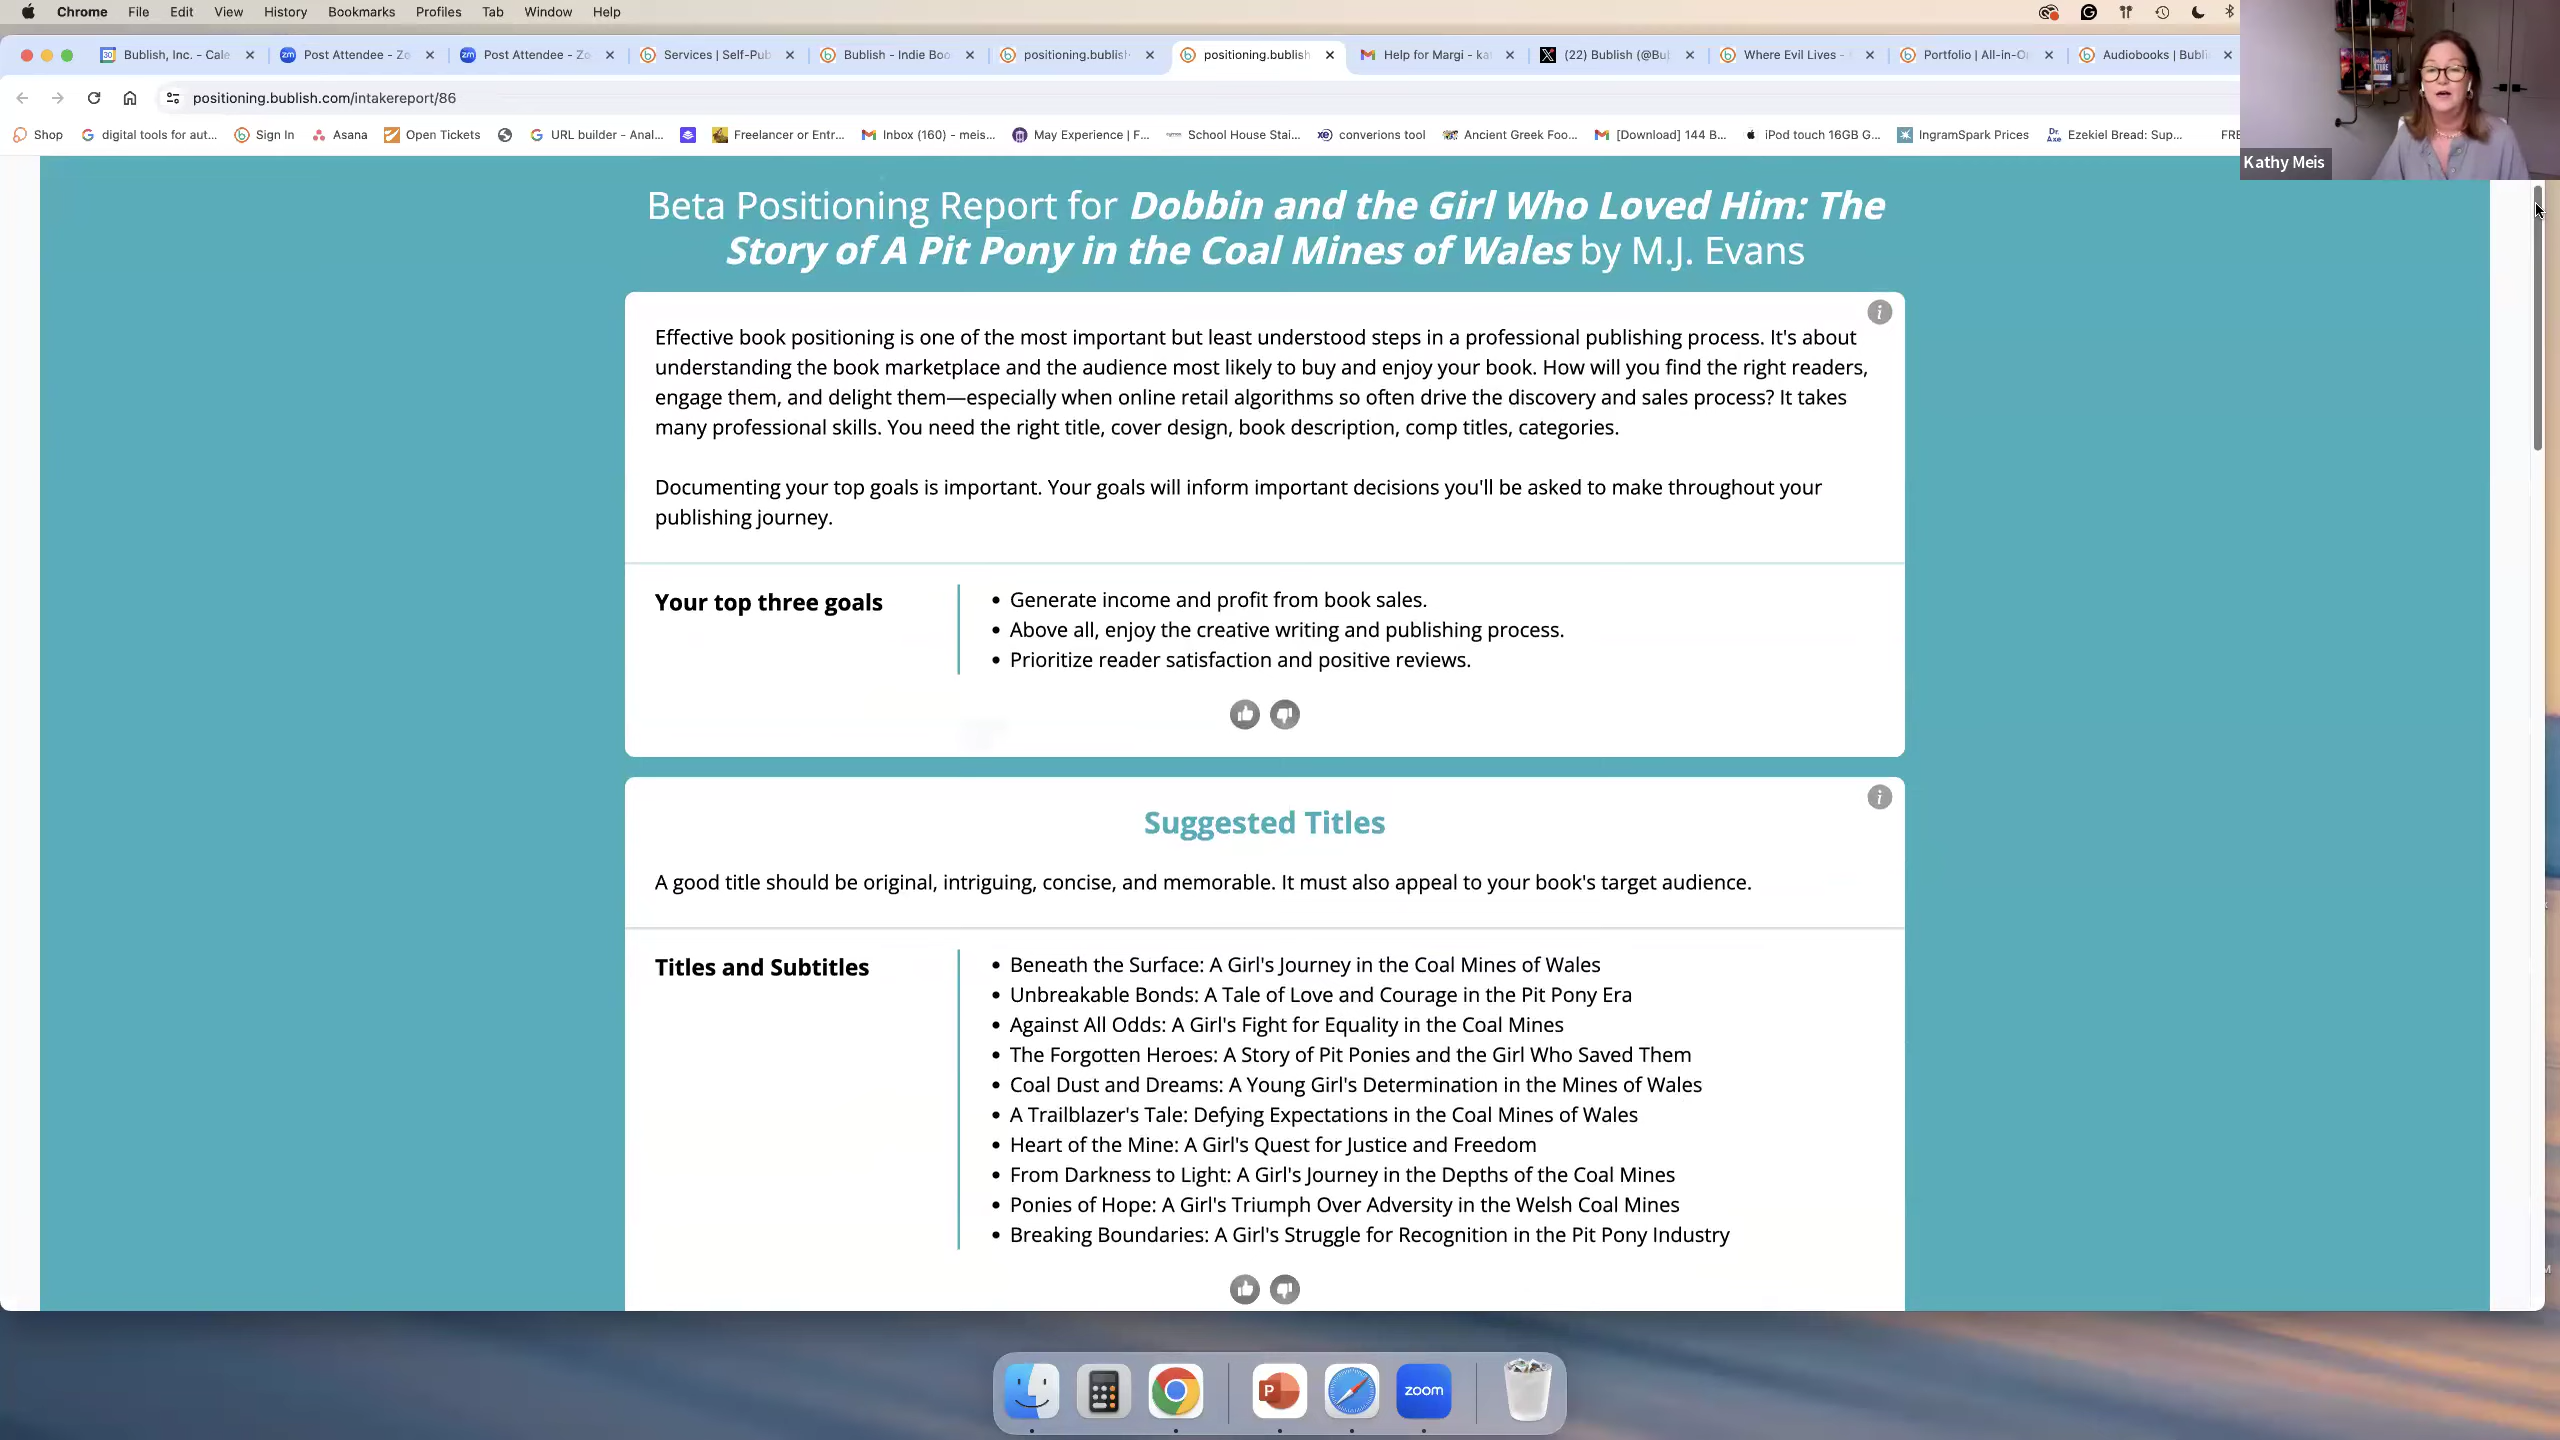 Chrome File Edit View History Bookmarks Profiles Tab Window Help
Bublish, Inc. - Cale
Post Attendee - Zo
Post Attendee - Zo
Services | Self-Pub
Bublish - Indie Boo
positioning.bublish
positioning.bublish
Help for Margi - ka
(22) Bublish (@Bu
Where Evil Lives -
Portfolio | All-in-O
Audiobooks | Bubli
positioning.bublish.com/intakereport/86
Shop
digital tools for aut...
Sign In
Asana
Open Tickets
URL builder - Anal...
Freelancer or Entr...
Inbox (160) - meis...
May Experience | F...
School House Stai...
converions tool
Ancient Greek Foo...
[Download] 144 B...
iPod touch 16GB G...
IngramSpark Prices
Ezekiel Bread: Sup...
FRE
Kathy Meis
Beta Positioning Report for Dobbin and the Girl Who Loved Him: The
Story of A Pit Pony in the Coal Mines of Wales by M.J. Evans
Effective book positioning is one of the most important but least understood steps in a professional publishing process. It's about
understanding the book marketplace and the audience most likely to buy and enjoy your book. How will you find the right readers,
engage them, and delight them—especially when online retail algorithms so often drive the discovery and sales process? It takes
many professional skills. You need the right title, cover design, book description, comp titles, categories.
Documenting your top goals is important. Your goals will inform important decisions you'll be asked to make throughout your
publishing journey.
Your top three goals
• Generate income and profit from book sales.
• Above all, enjoy the creative writing and publishing process.
• Prioritize reader satisfaction and positive reviews.
Suggested Titles
A good title should be original, intriguing, concise, and memorable. It must also appeal to your book's target audience.
Titles and Subtitles
• Beneath the Surface: A Girl's Journey in the Coal Mines of Wales
• Unbreakable Bonds: A Tale of Love and Courage in the Pit Pony Era
• Against All Odds: A Girl's Fight for Equality in the Coal Mines
• The Forgotten Heroes: A Story of Pit Ponies and the Girl Who Saved Them
• Coal Dust and Dreams: A Young Girl's Determination in the Mines of Wales
• A Trailblazer's Tale: Defying Expectations in the Coal Mines of Wales
• Heart of the Mine: A Girl's Quest for Justice and Freedom
• From Darkness to Light: A Girl's Journey in the Depths of the Coal Mines
• Ponies of Hope: A Girl's Triumph Over Adversity in the Welsh Coal Mines
• Breaking Boundaries: A Girl's Struggle for Recognition in the Pit Pony Industry
zoom